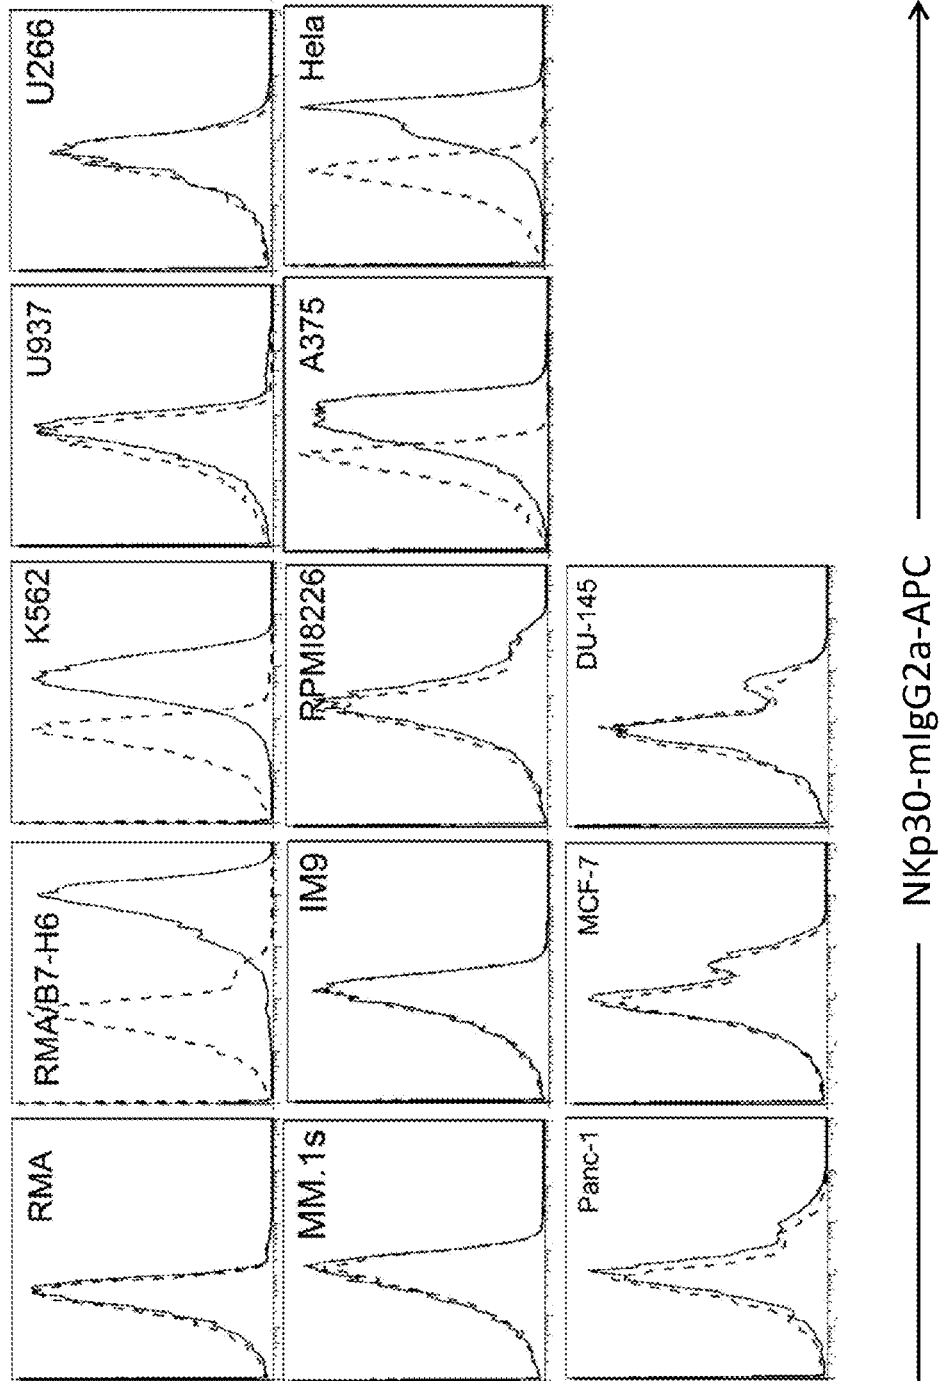 RMA
RMA/B7-H6
K562
U937
U266
MM.1s
IM9
RPMI8226
A375
Hela
Panc-1
MCF-7
DU-145
NKp30-mIgG2a-APC